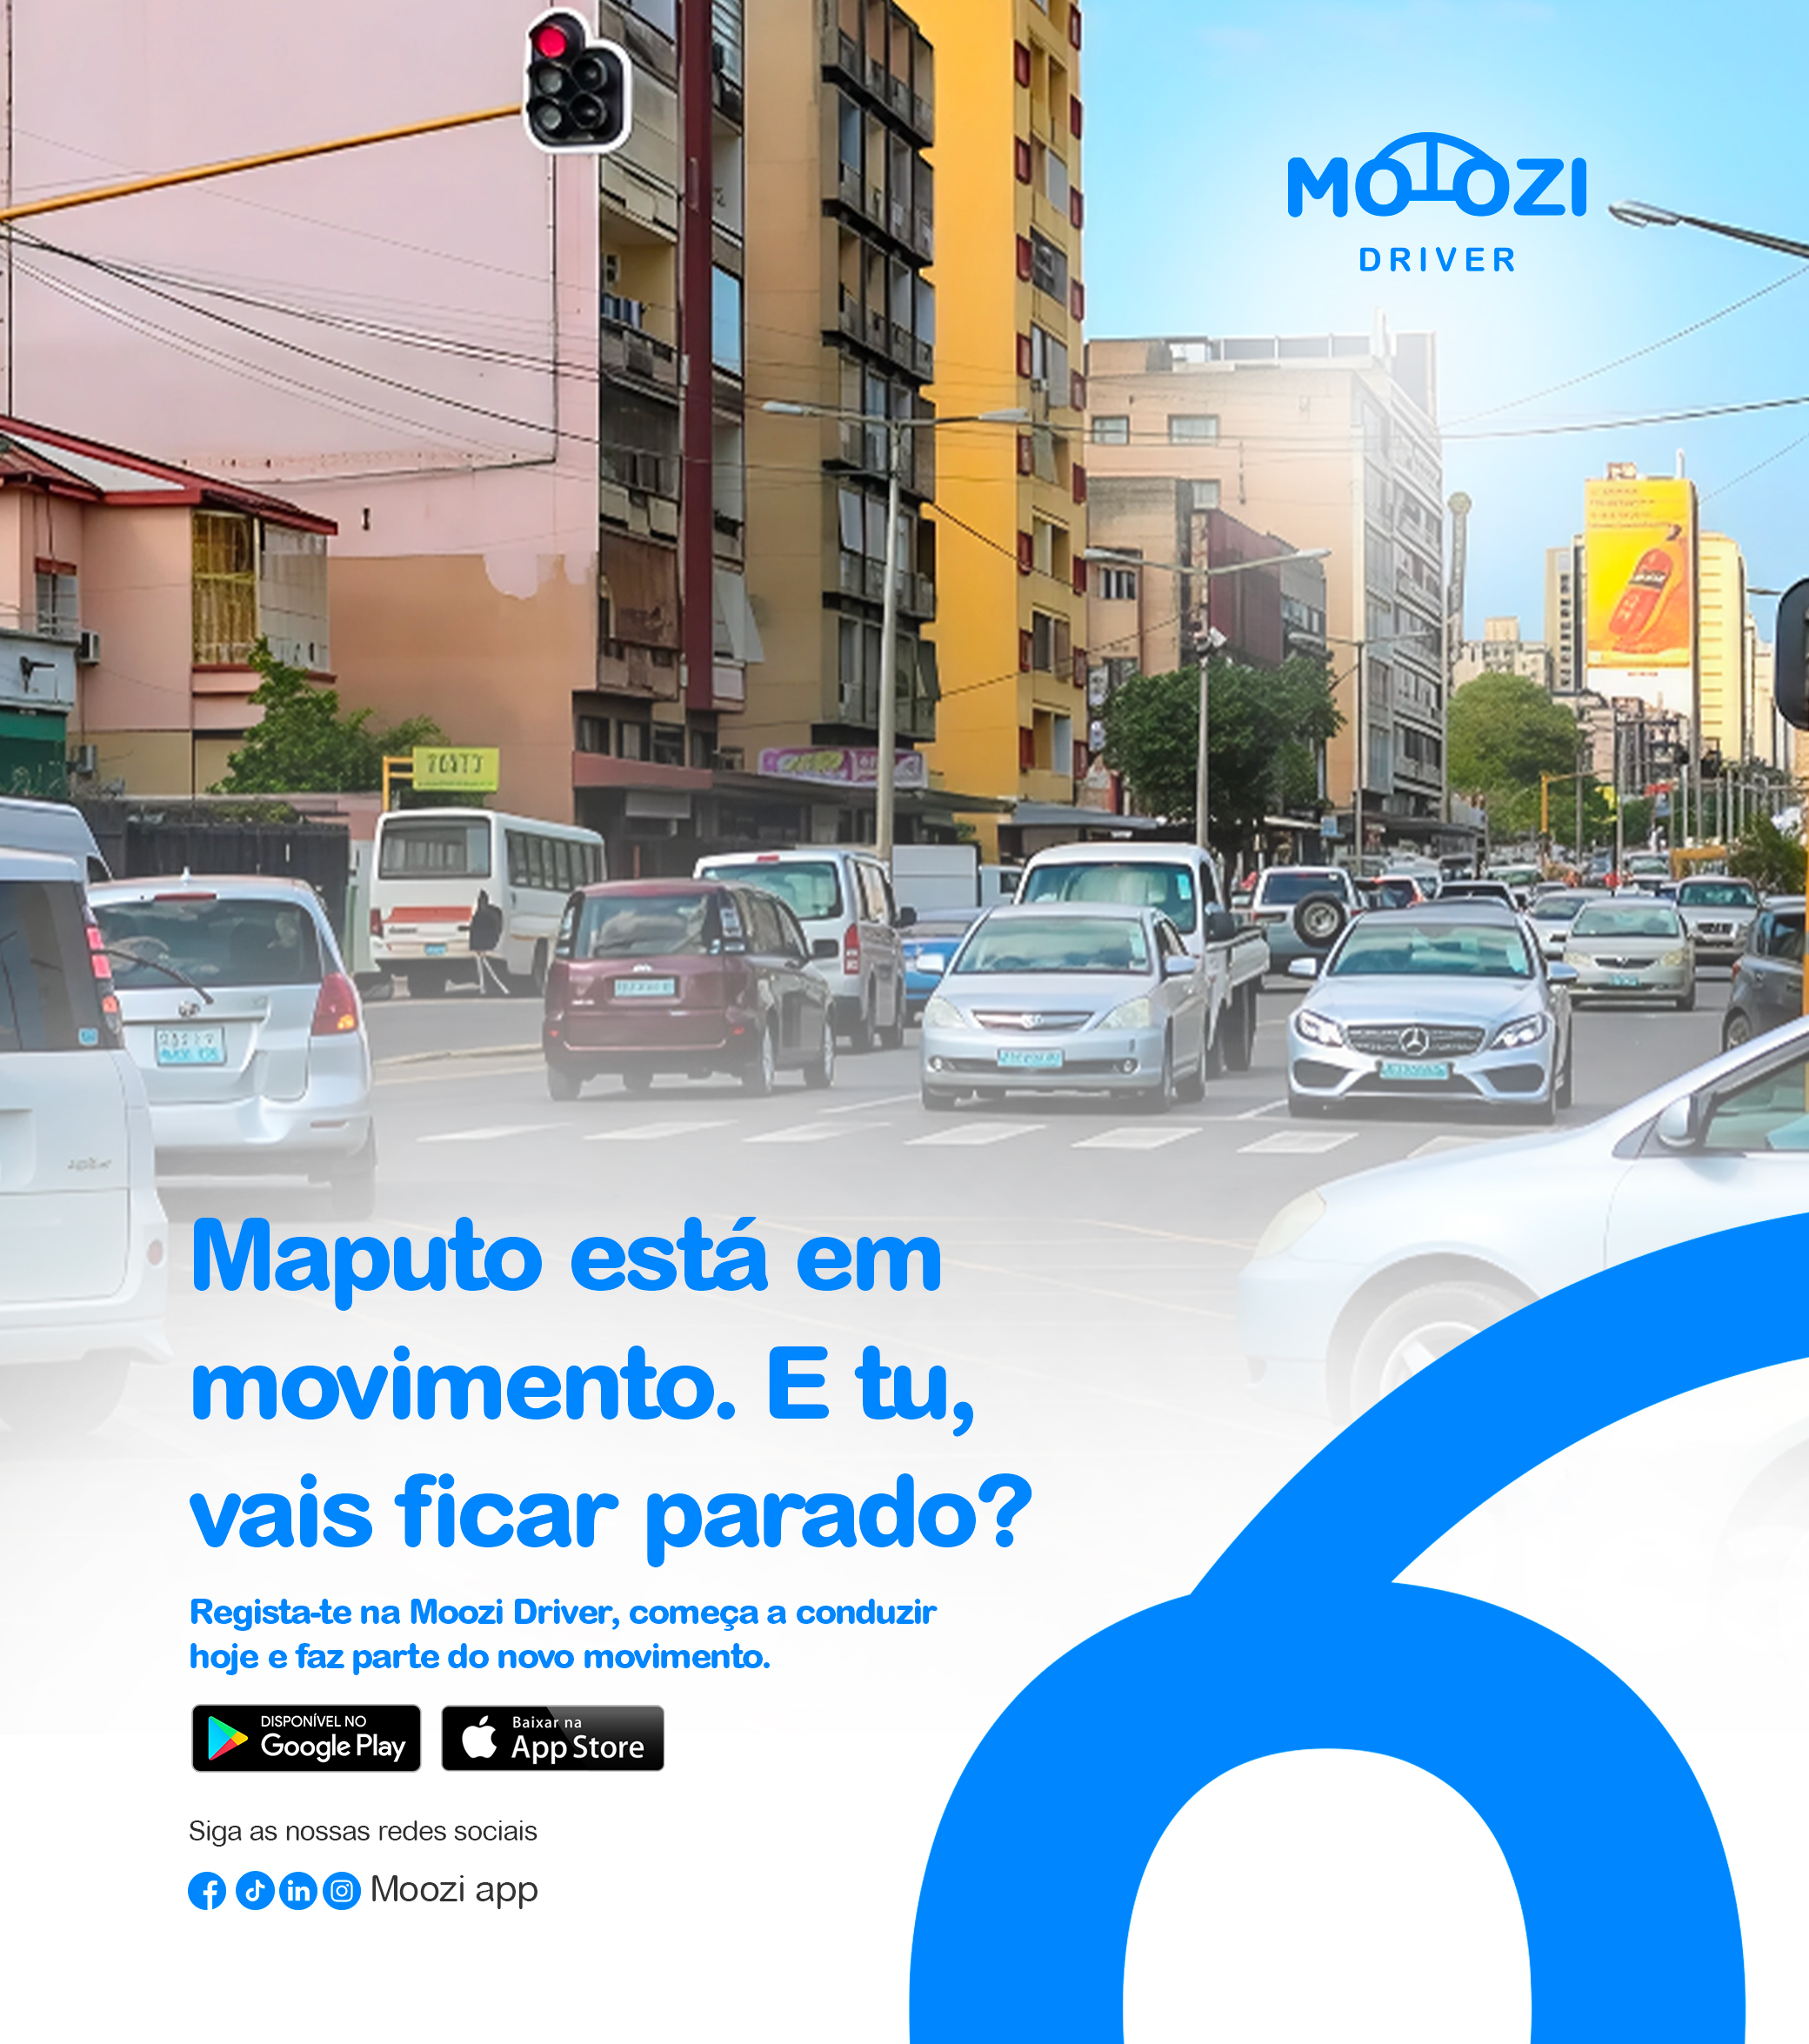 MOOZI
DRIVER
Maputo está em
movimento. E tu,
vais ficar parado?
Regista-te na Moozi Driver, começa a conduzir
hoje e faz parte do novo movimento.
DISPONÍVEL NO
Google Play
Baixar na
App Store
Siga as nossas redes sociais
Moozi app